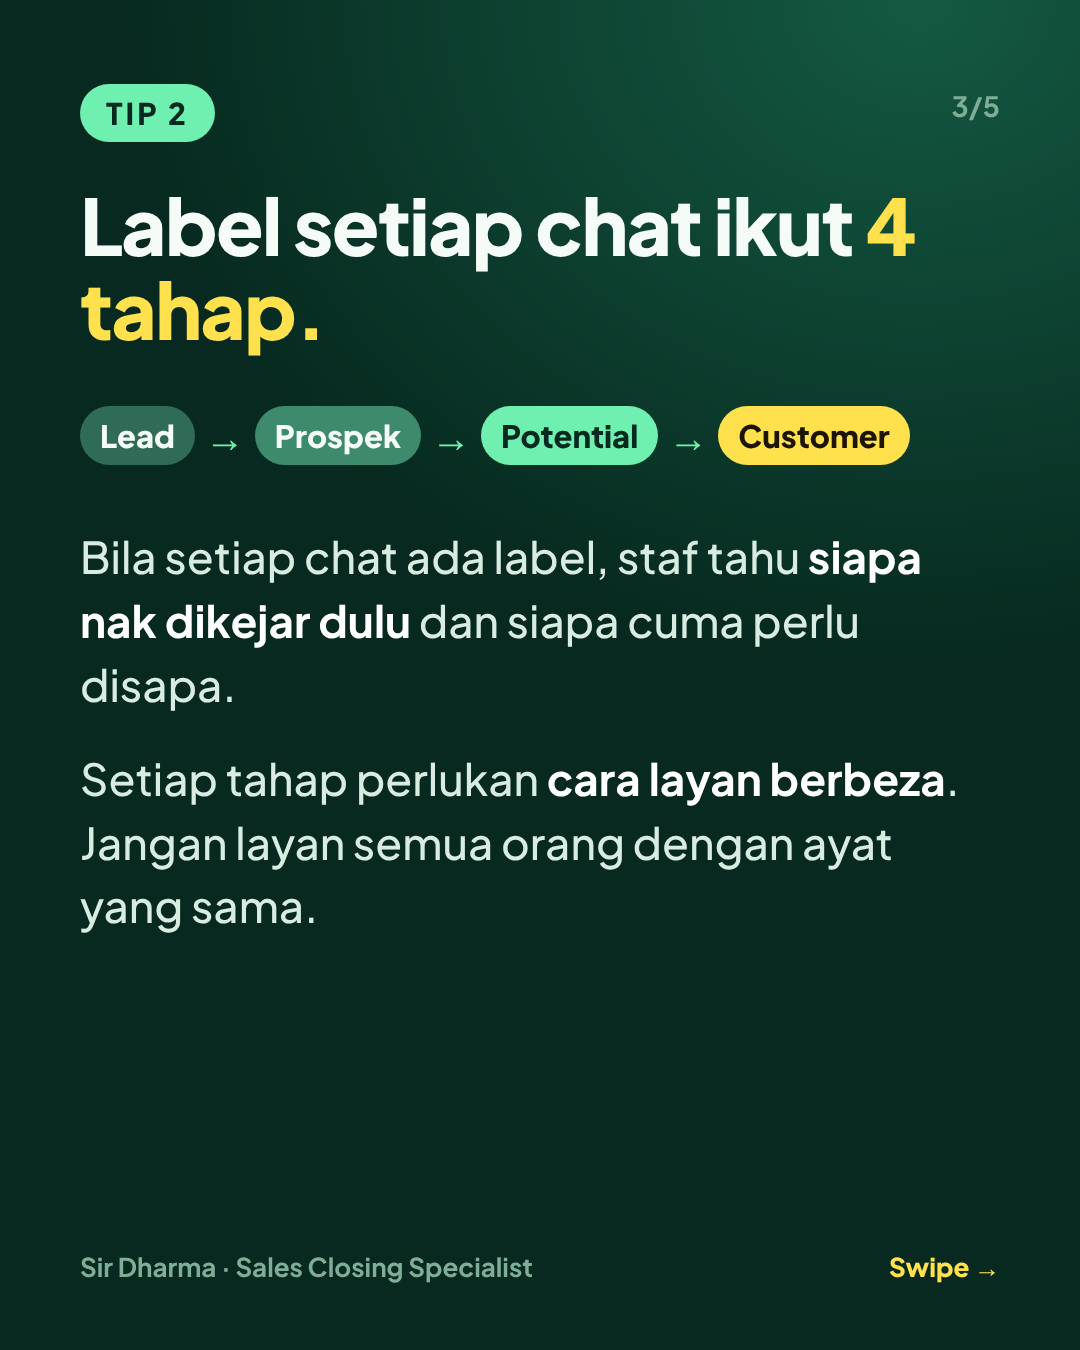 TIP 2
3/5
Label setiap chat ikut 4
tahap.
Lead → Prospek → Potential → Customer
Bila setiap chat ada label, staf tahu siapa
nak dikejar dulu dan siapa cuma perlu
disapa.
Setiap tahap perlukan cara layan berbeza.
Jangan layan semua orang dengan ayat
yang sama.
Sir Dharma · Sales Closing Specialist
Swipe →